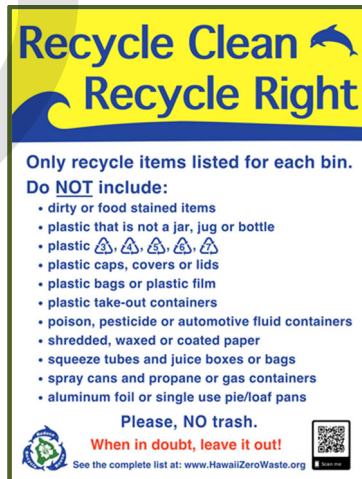 Recycle Clean
Recycle Right
Only recycle items listed for each bin.
Do NOT include:
• dirty or food stained items
• plastic that is not a jar, jug or bottle
• plastic 3, 4, 5, 6, 7
• plastic caps, covers or lids
• plastic bags or plastic film
• plastic take-out containers
• poison, pesticide or automotive fluid containers
• shredded, waxed or coated paper
• squeeze tubes and juice boxes or bags
• spray cans and propane or gas containers
• aluminum foil or single use pie/loaf pans
Please, NO trash.
When in doubt, leave it out!
See the complete list at: www.HawaiiZeroWaste.org
Scan me